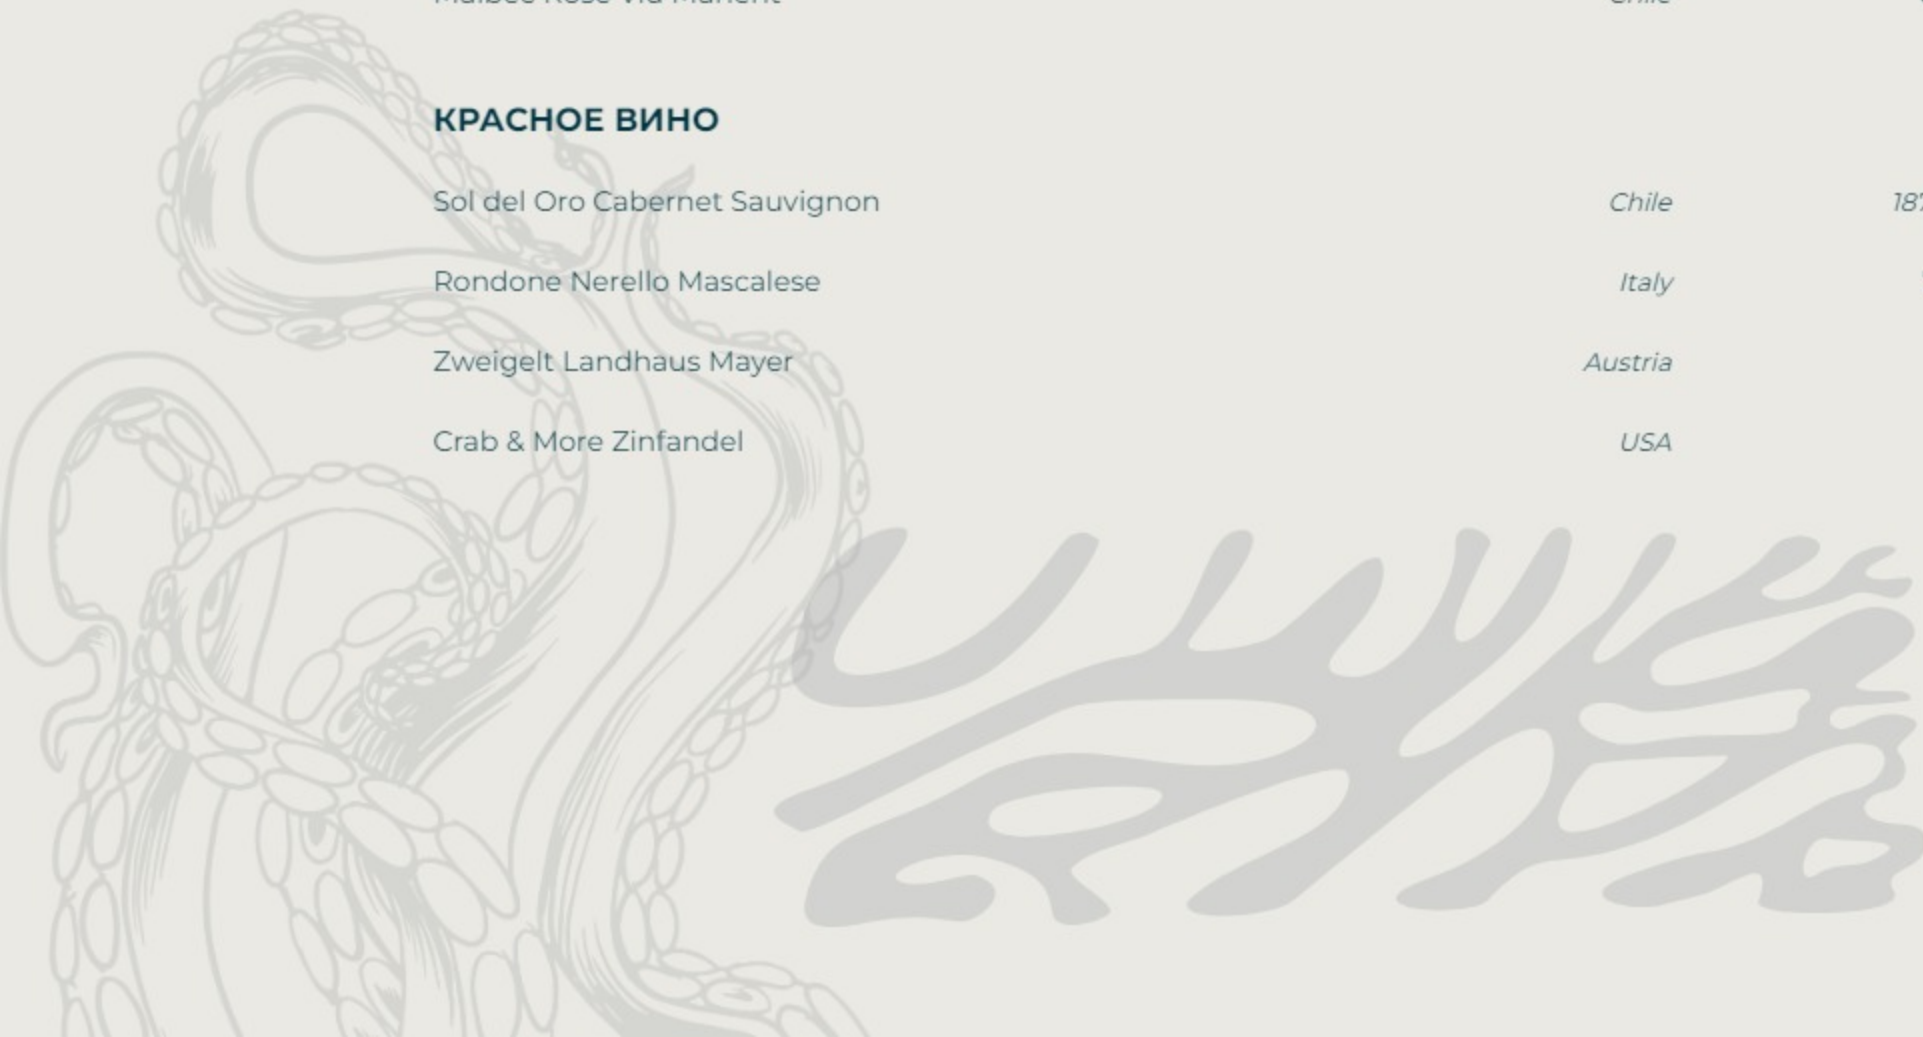 КРАСНОЕ ВИНО
Sol del Oro Cabernet Sauvignon Chile
Rondone Nerello Mascalese Italy
Zweigelt Landhaus Mayer Austria
Crab & More Zinfandel USA